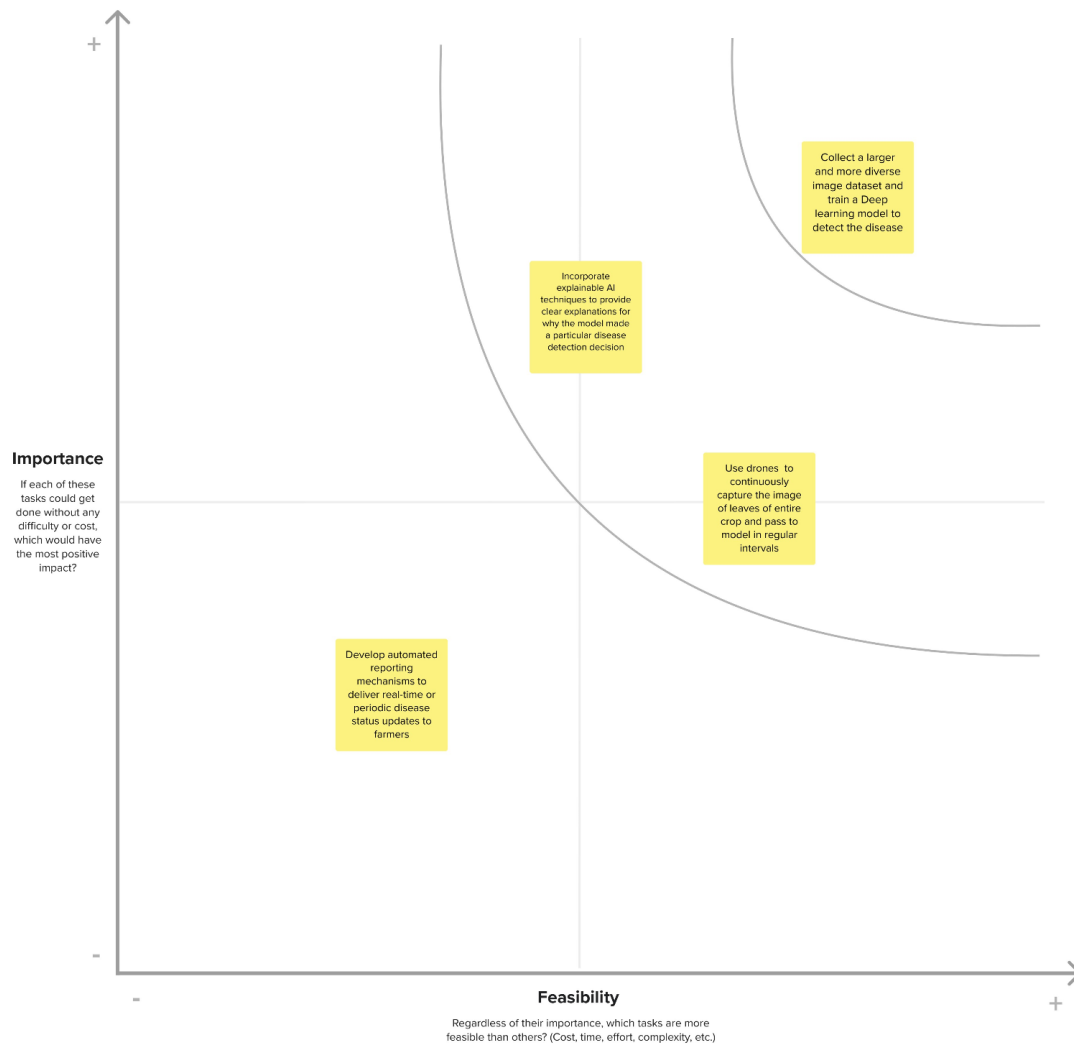 +
Collect a larger
and more diverse
image dataset and
train a Deep
learning model to
detect the disease
Incorporate
explainable AI
techniques to provide
clear explanations for
why the model made
a particular disease
detection decision
Importance
If each of these
tasks could get
done without any
difficulty or cost,
which would have
the most positive
impact?
Use drones to
continuously
capture the image
of leaves of entire
crop and pass to
model in regular
intervals
Develop automated
reporting
mechanisms to
deliver real-time or
periodic disease
status updates to
farmers
-
-
Feasibility
+
Regardless of their importance, which tasks are more
feasible than others? (Cost, time, effort, complexity, etc.)